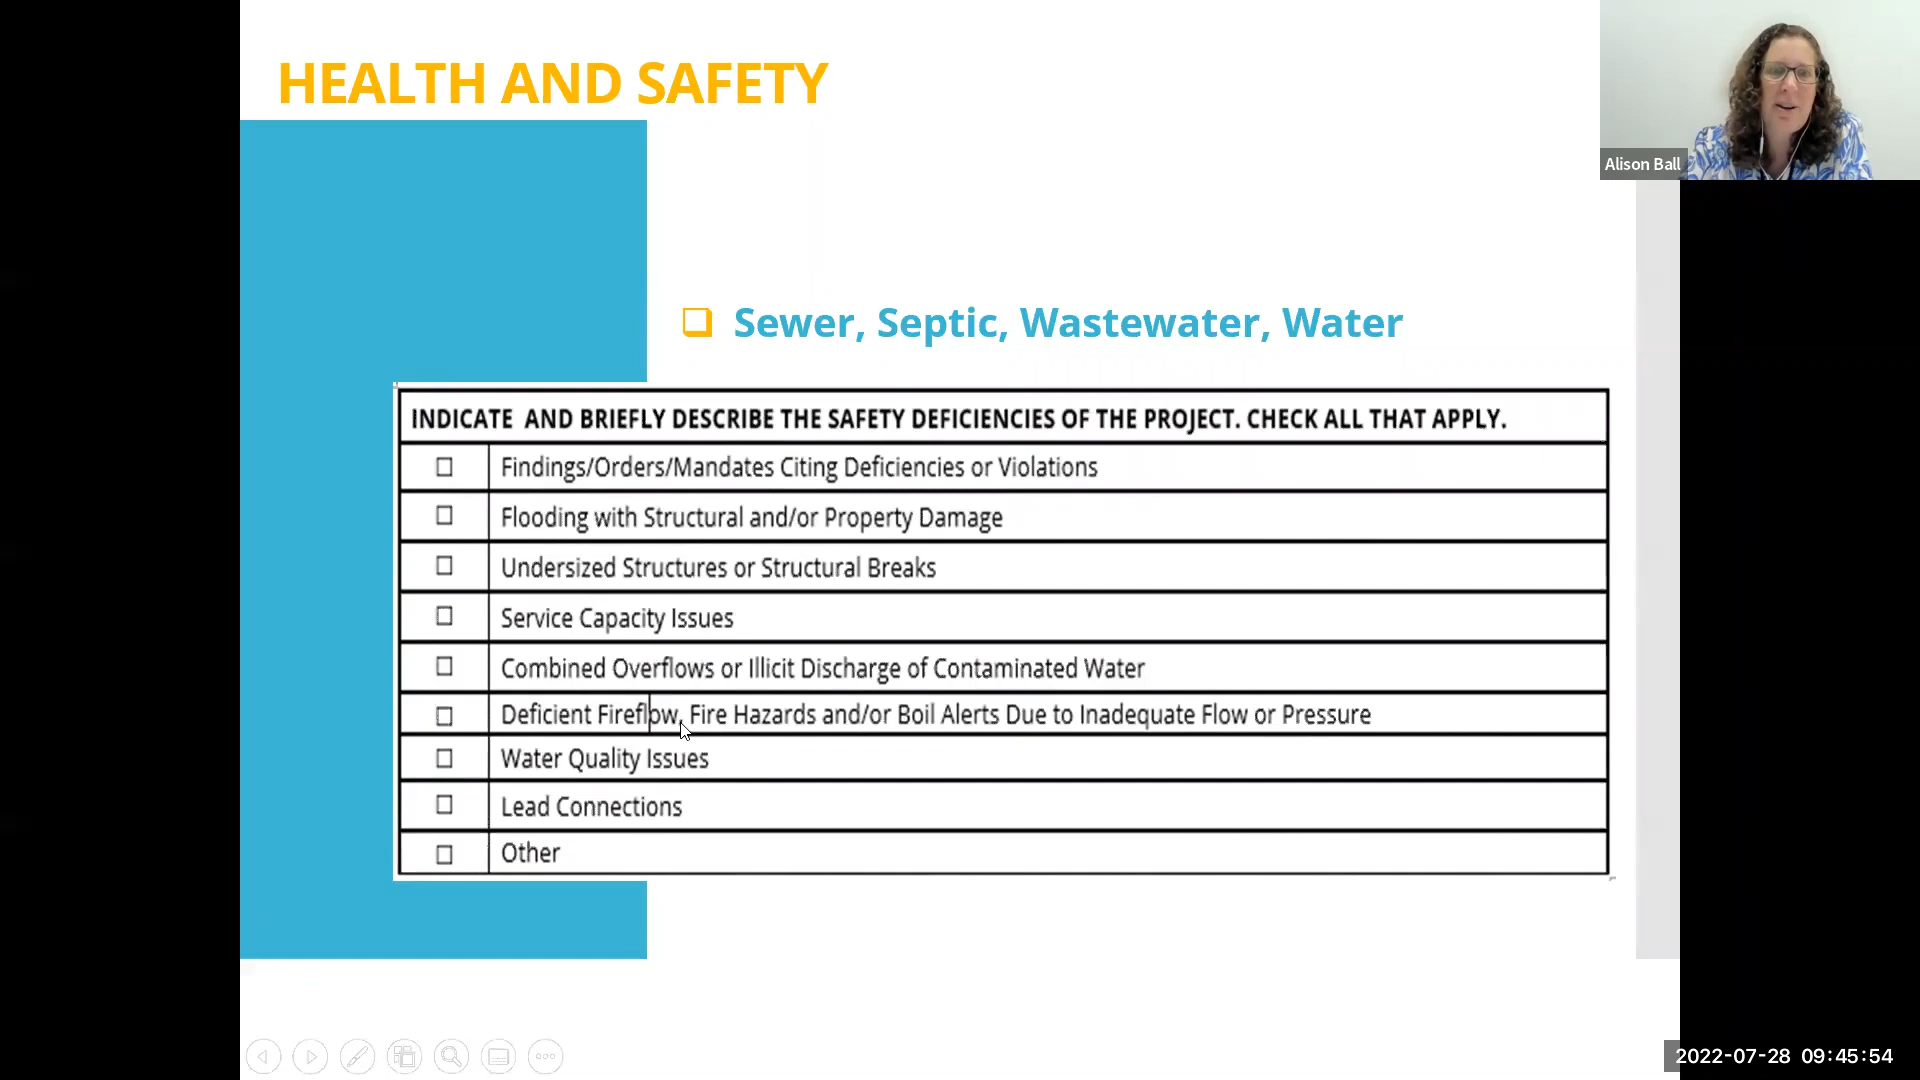 HEALTH AND SAFETY
Alison Ball
Sewer, Septic, Wastewater, Water
INDICATE AND BRIEFLY DESCRIBE THE SAFETY DEFICIENCIES OF THE PROJECT. CHECK ALL THAT APPLY.
Findings/Orders/Mandates Citing Deficiencies or Violations
Flooding with Structural and/or Property Damage
Undersized Structures or Structural Breaks
Service Capacity Issues
Combined Overflows or Illicit Discharge of Contaminated Water
Deficient Fireflow, Fire Hazards and/or Boil Alerts Due to Inadequate Flow or Pressure
Water Quality Issues
Lead Connections
Other
2022-07-28 09:45:54